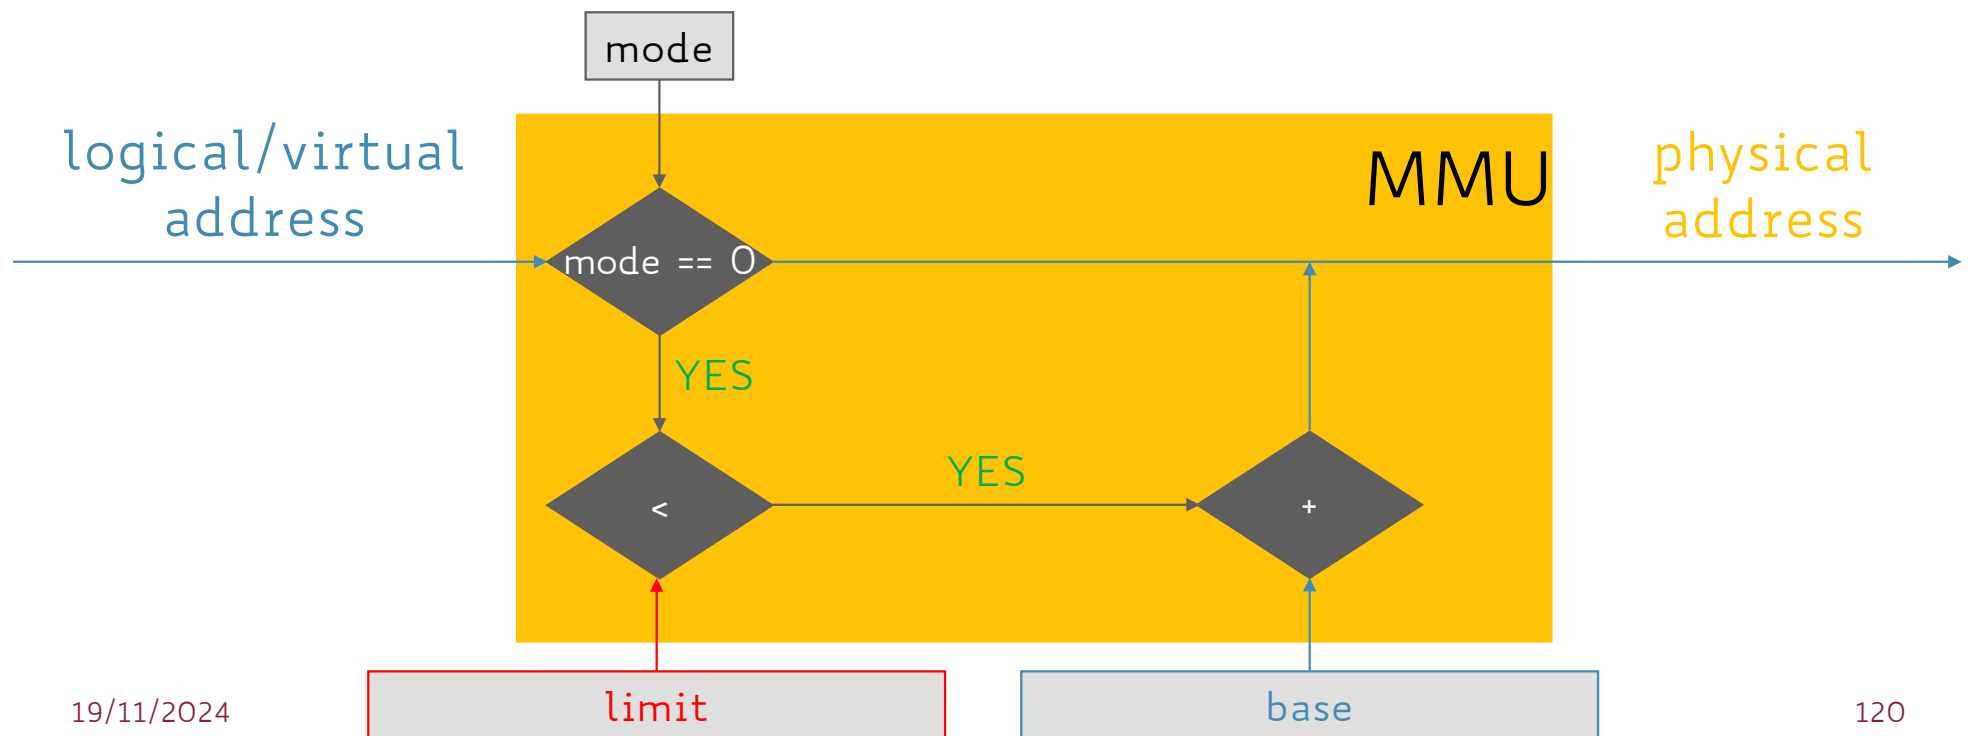 mode
logical/virtual
address
MMU
physical
address
mode == 0
YES
YES
<
+
limit
base
19/11/2024
120